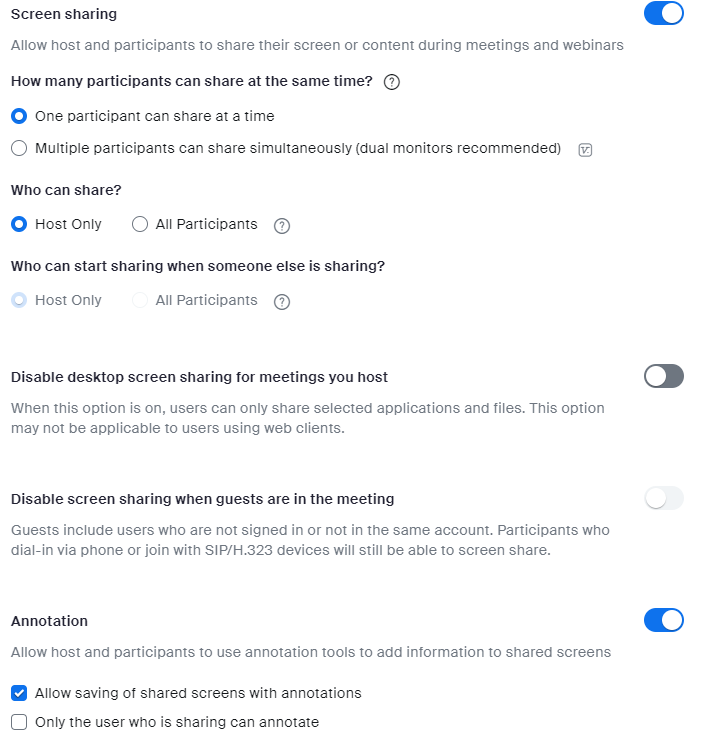 Screen sharing
Allow host and participants to share their screen or content during meetings and webinars
How many participants can share at the same time? ?
One participant can share at a time
Multiple participants can share simultaneously (dual monitors recommended)
Who can share?
Host Only All Participants ?
Who can start sharing when someone else is sharing?
Host Only All Participants ?
Disable desktop screen sharing for meetings you host
When this option is on, users can only share selected applications and files. This option
may not be applicable to users using web clients.
Disable screen sharing when guests are in the meeting
Guests include users who are not signed in or not in the same account. Participants who
dial-in via phone or join with SIP/H.323 devices will still be able to screen share.
Annotation
Allow host and participants to use annotation tools to add information to shared screens
Allow saving of shared screens with annotations
Only the user who is sharing can annotate